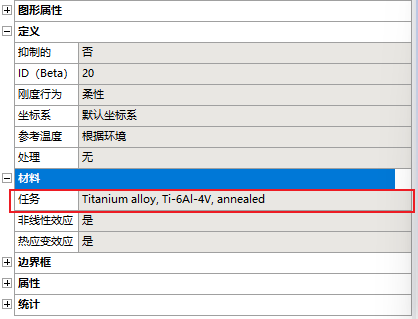 图形属性
定义
抑制的 否
ID（Beta） 20
刚度行为 柔性
坐标系 默认坐标系
参考温度 根据环境
处理 无
材料
任务 Titanium alloy, Ti-6Al-4V, annealed
非线性效应 是
热应变效应 是
边界框
属性
统计